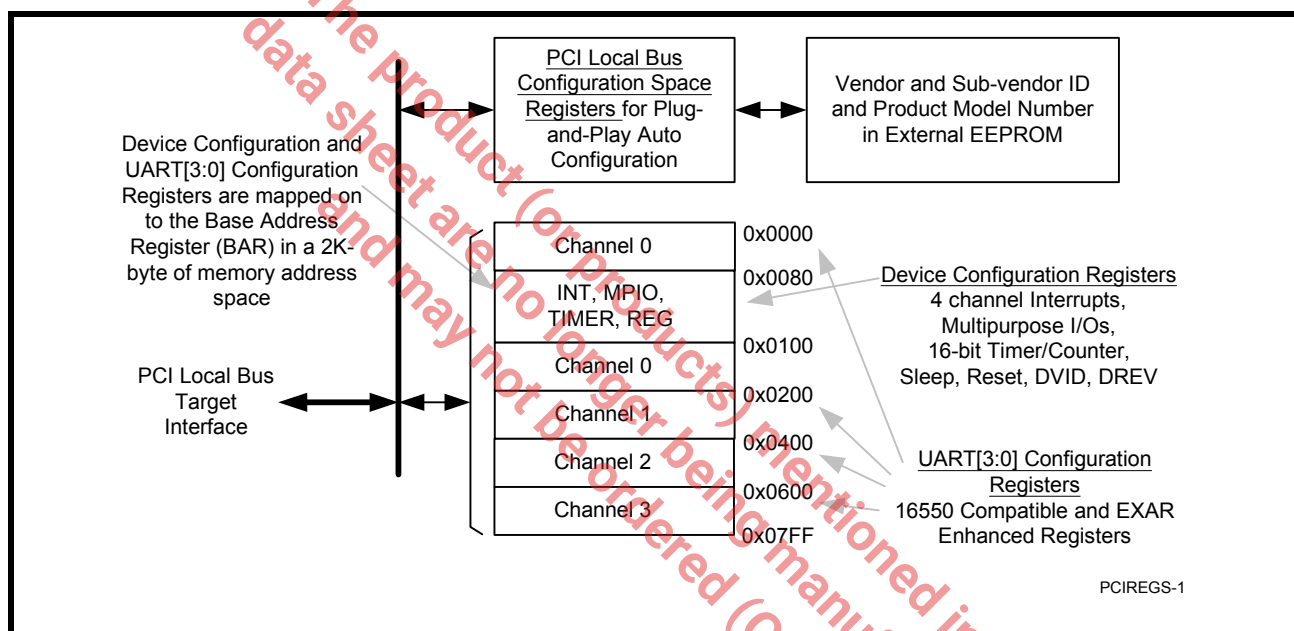 The product (or products) mentioned in
data sheet are no longer being manu
and may not be ordered (O
PCI Local Bus
Configuration Space
Registers for Plug-
and-Play Auto
Configuration
Vendor and Sub-vendor ID
and Product Model Number
in External EEPROM
Device Configuration and
UART[3:0] Configuration
Registers are mapped on
to the Base Address
Register (BAR) in a 2K-
byte of memory address
space
Channel 0
0x0000
INT, MPIO,
TIMER, REG
0x0080
Channel 0
0x0100
Channel 1
0x0200
Channel 2
0x0400
Channel 3
0x0600
0x07FF
Device Configuration Registers
4 channel Interrupts,
Multipurpose I/Os,
16-bit Timer/Counter,
Sleep, Reset, DVID, DREV
PCI Local Bus
Target
Interface
UART[3:0] Configuration
Registers
16550 Compatible and EXAR
Enhanced Registers
PCIREGS-1